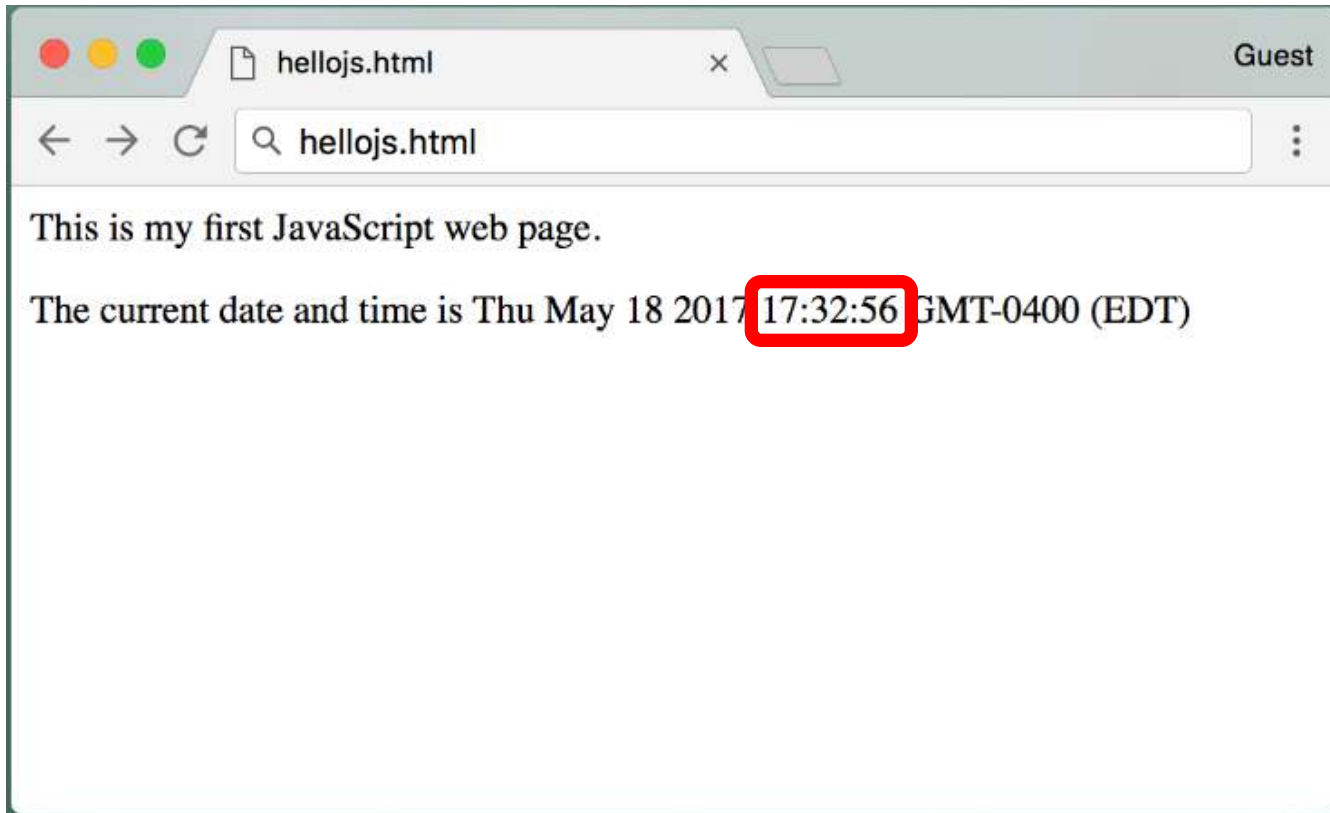 hellojs.html
Guest
hellojs.html
This is my first JavaScript web page.
The current date and time is Thu May 18 2017 17:32:56 GMT-0400 (EDT)